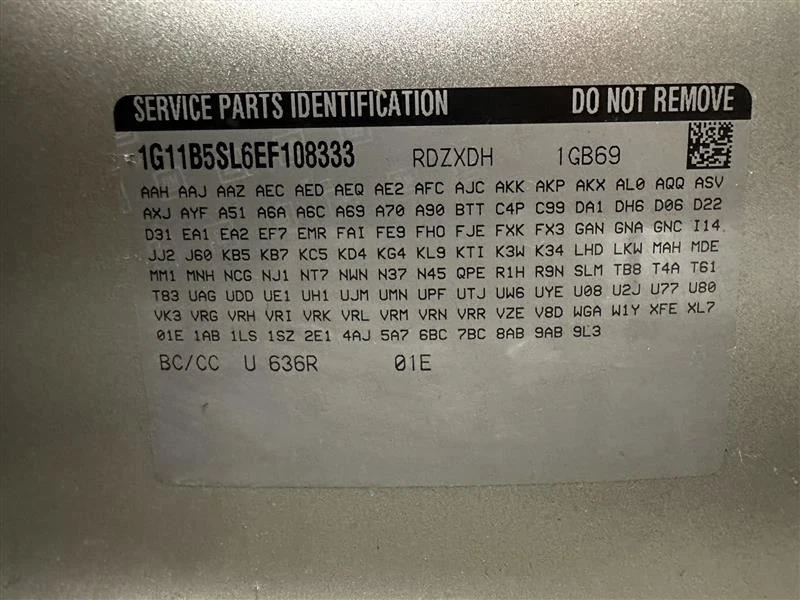 SERVICE PARTS IDENTIFICATION DO NOT REMOVE
1G11B5SL6EF108333 RDZXDH 1GB69
AAH AAJ AAZ AEC AED AEQ AE2 AFC AJC AKK AKP AKX AL0 AQQ ASV
AXJ AYF A51 A6A A6C A69 A70 A90 BTT C4P C99 DA1 DH6 D06 D22
D31 EA1 EA2 EF7 EMR FAI FE9 FHO FJE FXK FX3 GAN GNA GNC I14
JJ2 J60 KB5 KB7 KC5 KD4 KG4 KL9 KTI K3W K34 LHD LKW MAH MDE
MM1 MNH NCG NJ1 NT7 NWN N37 N45 QPE R1H R9N SLM TB8 T4A T61
T83 UAG UDD UE1 UH1 UJM UMN UPF UTJ UW6 UYE U08 U2J U77 U80
VK3 VRG VRH VRI VRK VRL VRM VRN VRR VZE V8D WGA W1Y XFE XL7
01E 1AB 1LS 1SZ 2E1 4AJ 5A7 6BC 7BC 8AB 9AB 9L3
BC/CC U 636R 01E